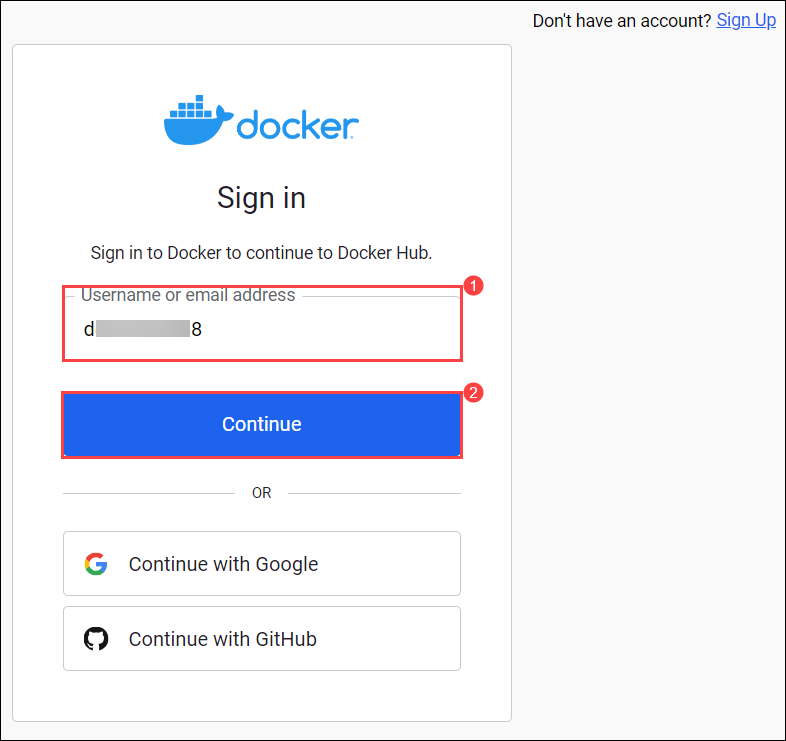 Don't have an account? Sign Up
docker
Sign in
Sign in to Docker to continue to Docker Hub.
1
Username or email address
d 8
2
Continue
OR
Continue with Google
Continue with GitHub